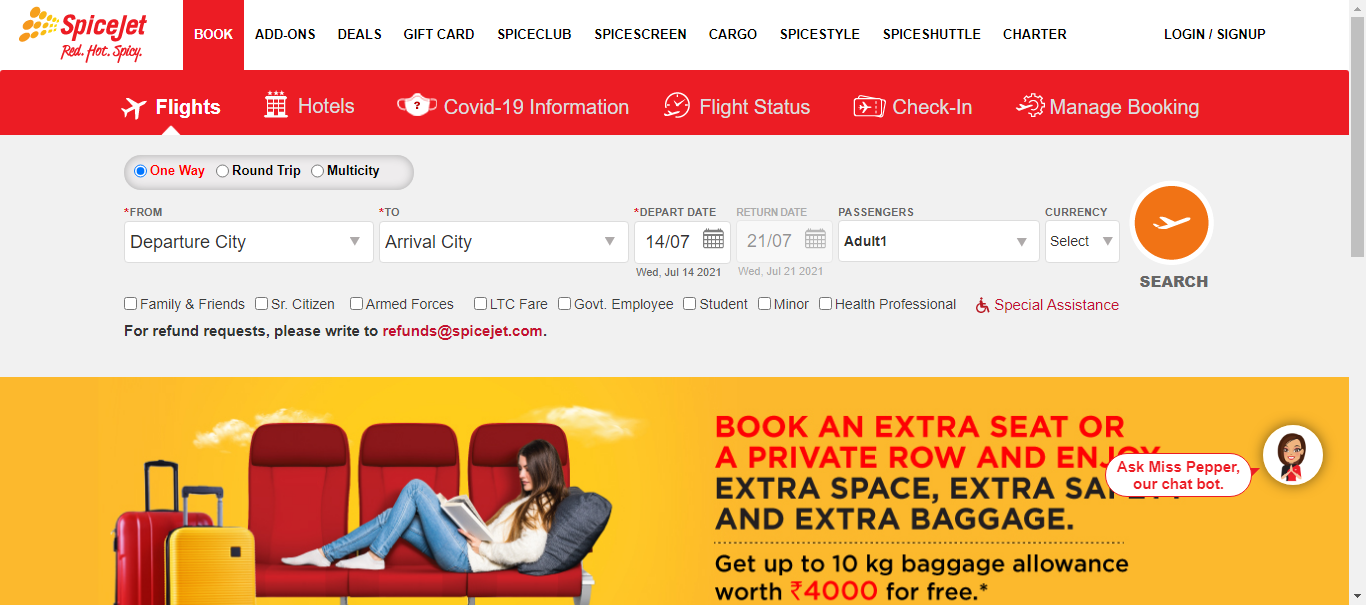 SpiceJet
Red. Hot. Spicy.
BOOK ADD-ONS DEALS GIFT CARD SPICECLUB SPICESCREEN CARGO SPICESTYLE SPICESHUTTLE CHARTER LOGIN / SIGNUP
Flights Hotels ? Covid-19 Information Flight Status Check-In Manage Booking
One Way Round Trip Multicity
*FROM *TO *DEPART DATE RETURN DATE PASSENGERS CURRENCY
Departure City Arrival City 14/07 21/07 Adult1 Select
Wed, Jul 14 2021 Wed, Jul 21 2021
SEARCH
Family & Friends Sr. Citizen Armed Forces LTC Fare Govt. Employee Student Minor Health Professional Special Assistance
For refund requests, please write to refunds@spicejet.com.
BOOK AN EXTRA SEAT OR
A PRIVATE ROW AND ENJOY
EXTRA SPACE, EXTRA SAFETY
AND EXTRA BAGGAGE.
Ask Miss Pepper,
our chat bot.
Get up to 10 kg baggage allowance
worth ₹4000 for free.*